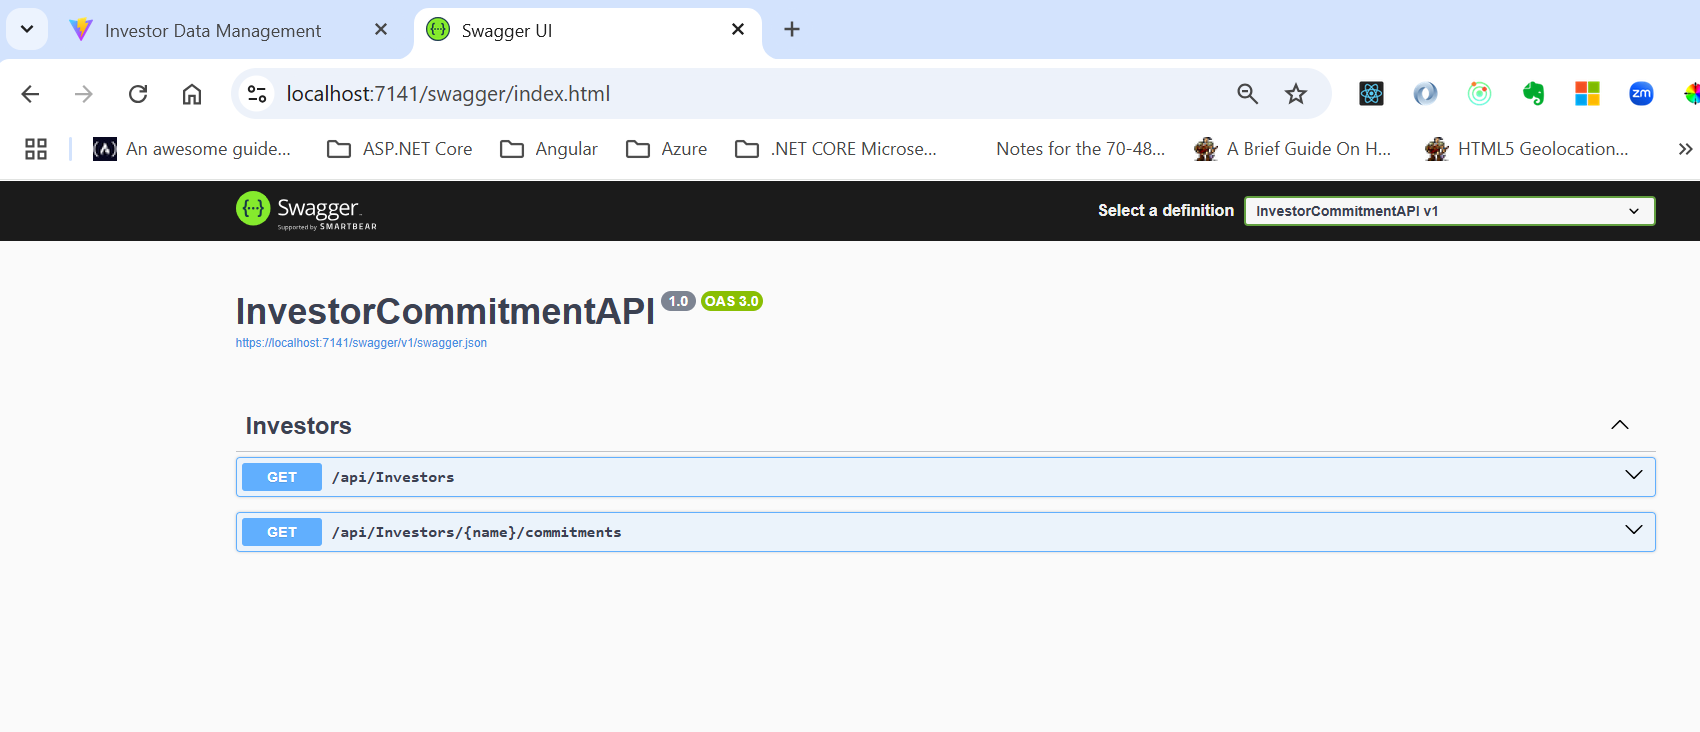 Investor Data Management
Swagger UI
localhost:7141/swagger/index.html
zm
An awesome guide...
ASP.NET Core
Angular
Azure
.NET CORE Microse...
Notes for the 70-48...
A Brief Guide On H...
HTML5 Geolocation...
Swagger
Supported by SMARTBEAR
Select a definition
InvestorCommitmentAPI v1
InvestorCommitmentAPI 1.0 OAS 3.0
https://localhost:7141/swagger/v1/swagger.json
Investors
GET /api/Investors
GET /api/Investors/{name}/commitments